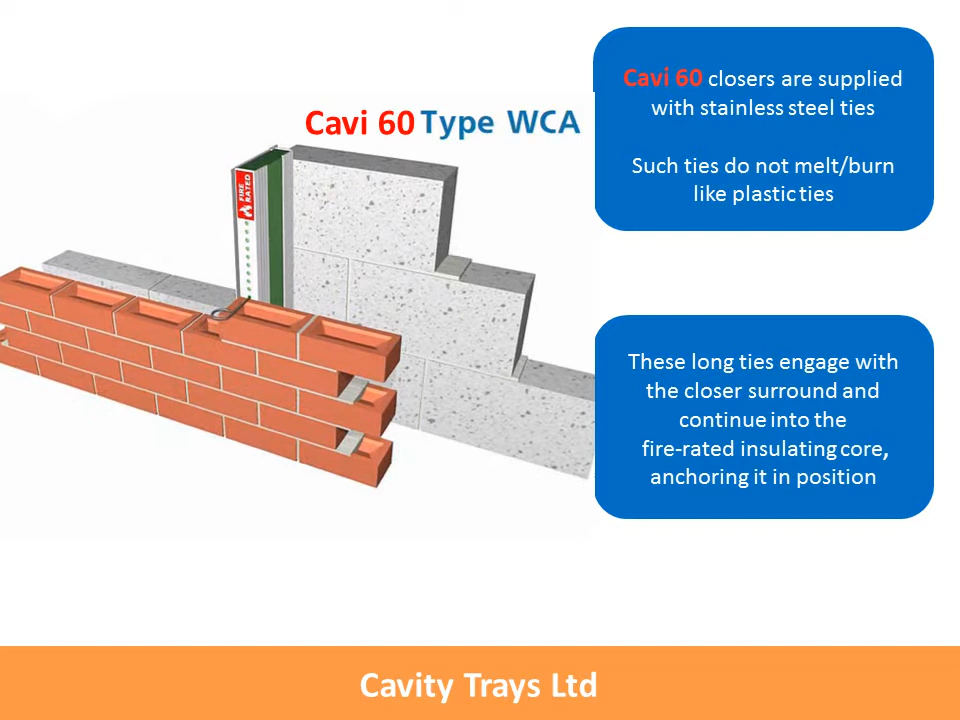 Cavi 60 Type WCA
FIRE
RATED
Cavi 60 closers are supplied
with stainless steel ties
Such ties do not melt/burn
like plastic ties
These long ties engage with
the closer surround and
continue into the
fire-rated insulating core,
anchoring it in position
Cavity Trays Ltd